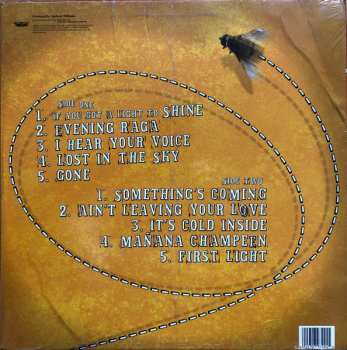 SIDE ONE
1. IF YOU GOT A LIGHT TO SHINE
2. EVENING RAGA
3. I HEAR YOUR VOICE
4. LOST IN THE SKY
5. GONE
SIDE TWO
1. SOMETHING'S COMING
2. AIN'T LEAVING YOUR LOVE
3. IT'S COLD INSIDE
4. MAÑANA CHAMPEEN
5. FIRST LIGHT